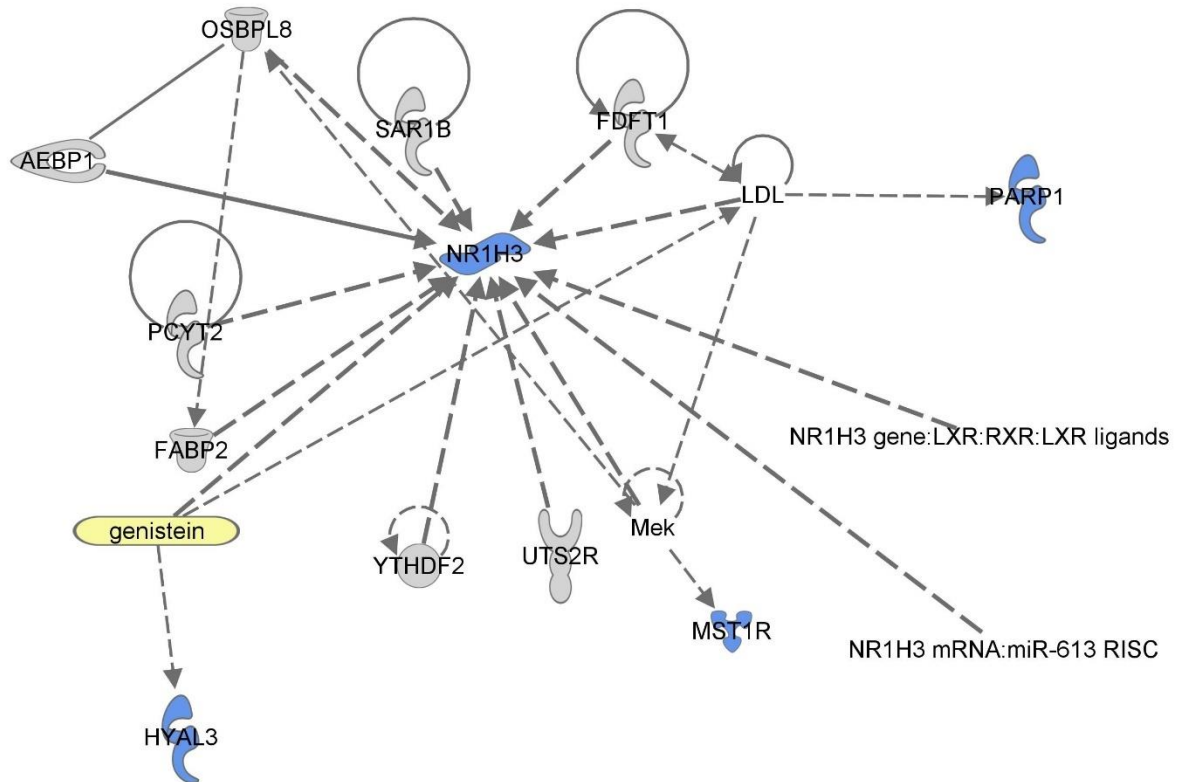 OSBPL8
SAR1B
FDFT1
AEBP1
LDL
PARP1
NR1H3
PCYT2
FABP2
NR1H3 gene:LXR:RXR:LXR ligands
genistein
Mek
YTHDF2
UTS2R
MST1R
NR1H3 mRNA:miR-613 RISC
HYAL3